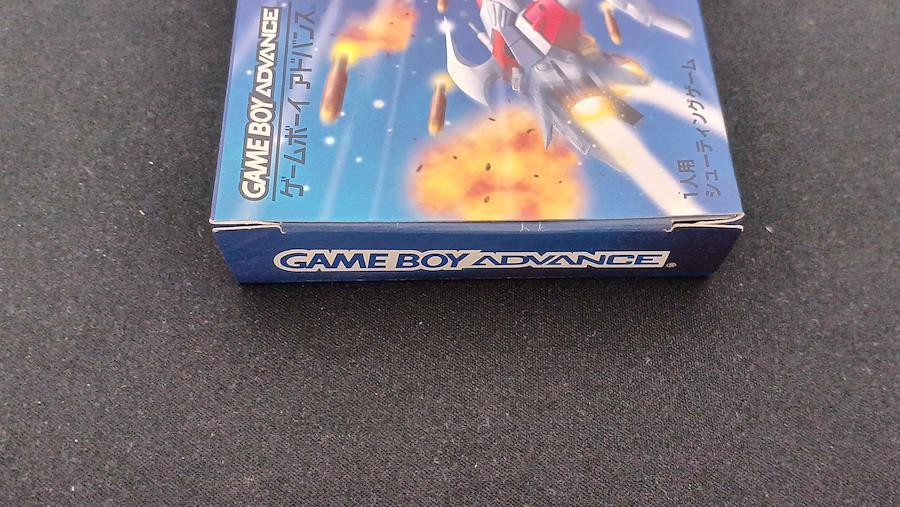 GAME BOY ADVANCE
ゲームボーイ アドバンス
1人用
シューティングゲーム
GAME BOY ADVANCE®